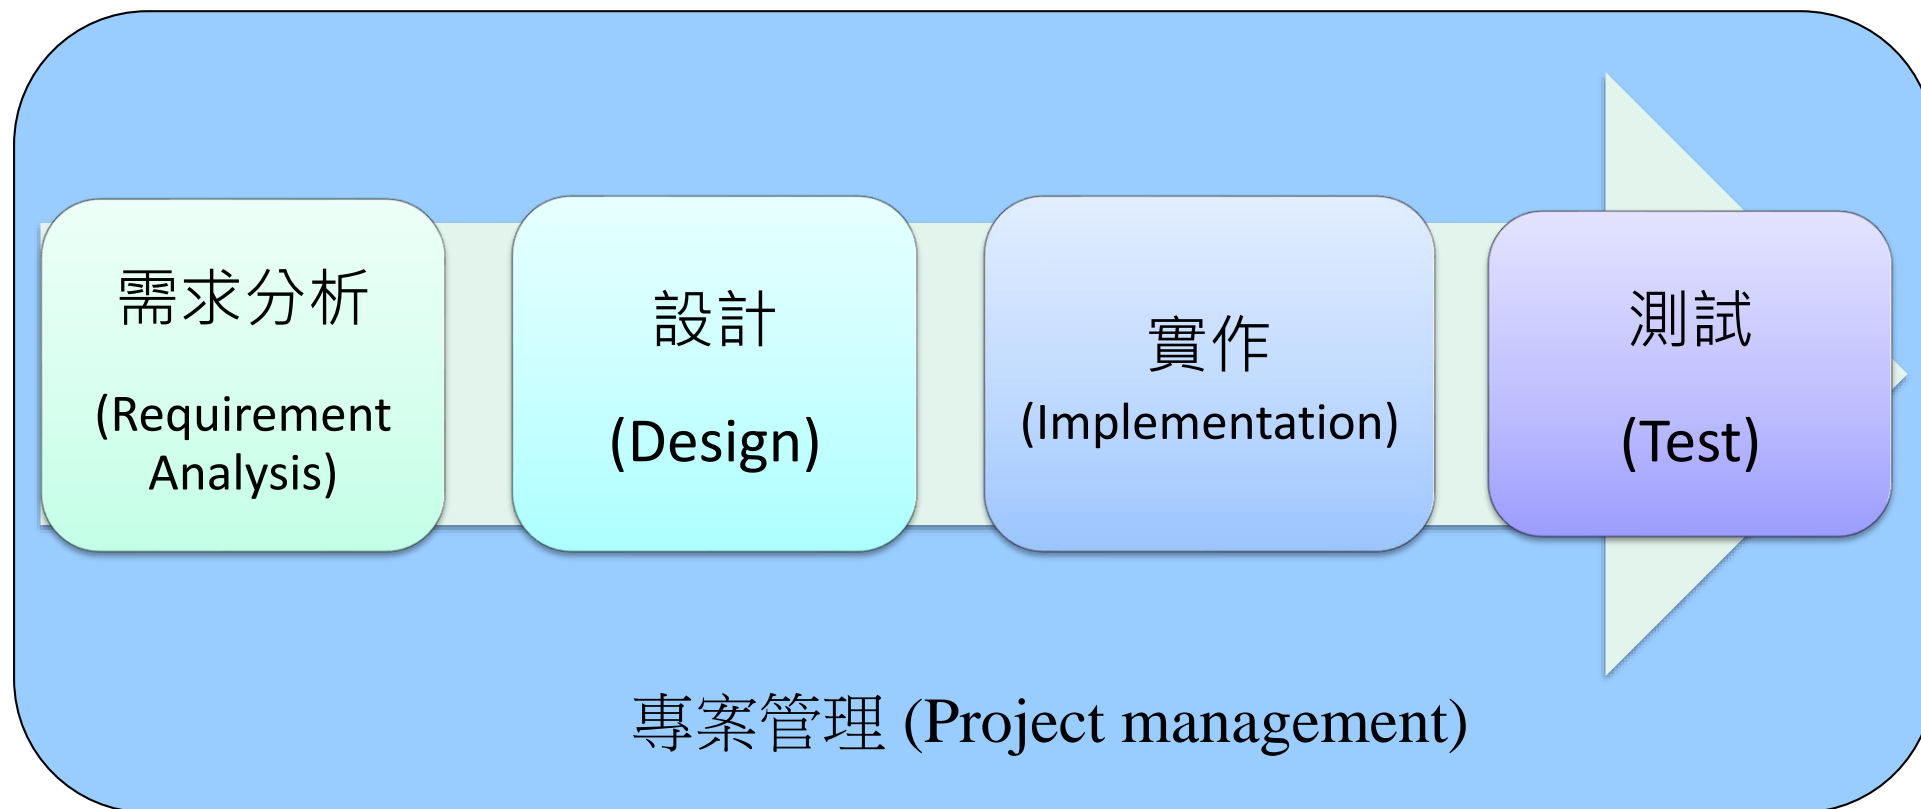 需求分析
(Requirement
Analysis)
設計
(Design)
實作
(Implementation)
測試
(Test)
專案管理 (Project management)